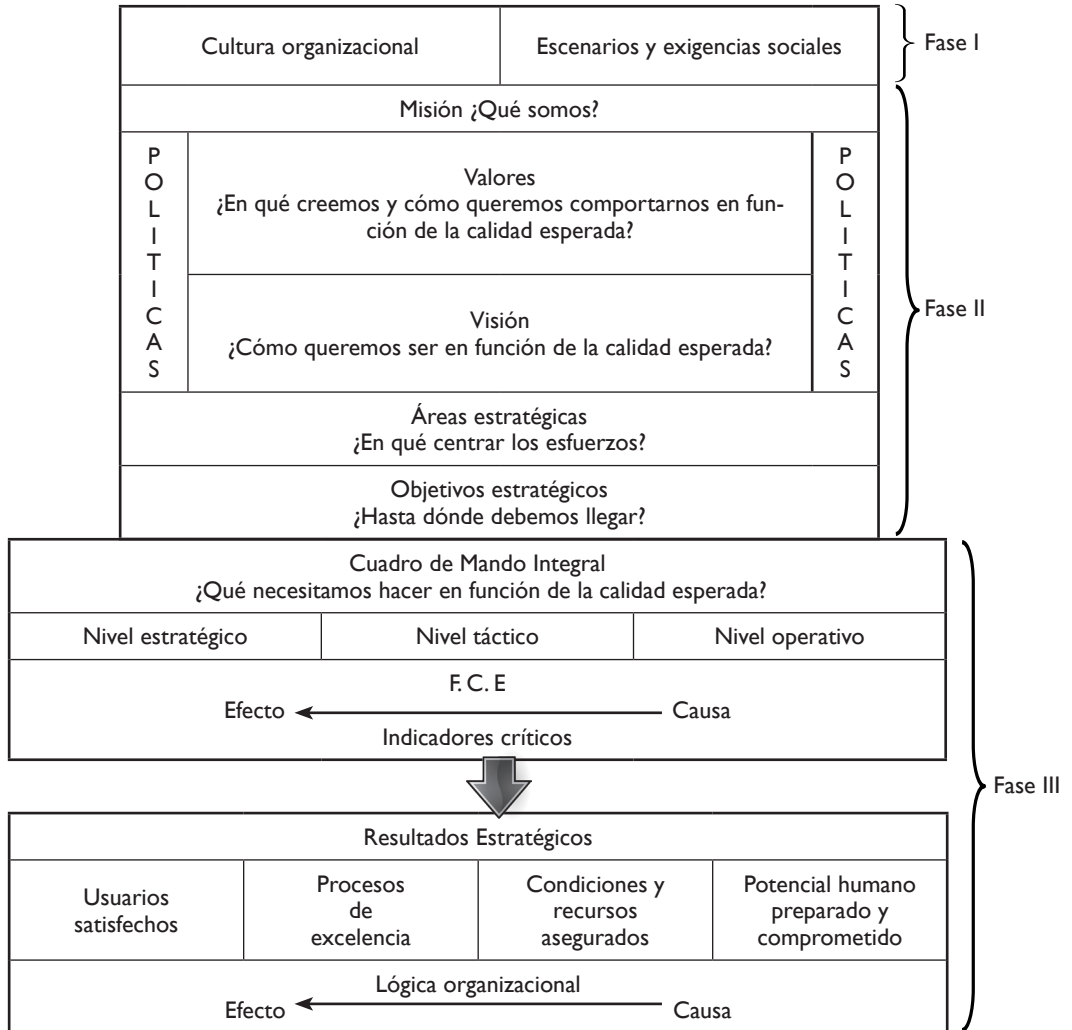 Cultura organizacional
Escenarios y exigencias sociales
Fase I
Misión ¿Qué somos?
POLITICAS
Valores
¿En qué creemos y cómo queremos comportarnos en fun-
ción de la calidad esperada?
POLITICAS
Visión
¿Cómo queremos ser en función de la calidad esperada?
Fase II
Áreas estratégicas
¿En qué centrar los esfuerzos?
Objetivos estratégicos
¿Hasta dónde debemos llegar?
Cuadro de Mando Integral
¿Qué necesitamos hacer en función de la calidad esperada?
Nivel estratégico
Nivel táctico
Nivel operativo
F. C. E
Efecto
Causa
Indicadores críticos
Fase III
Resultados Estratégicos
Usuarios
satisfechos
Procesos
de
excelencia
Condiciones y
recursos
asegurados
Potencial humano
preparado y
comprometido
Lógica organizacional
Efecto
Causa